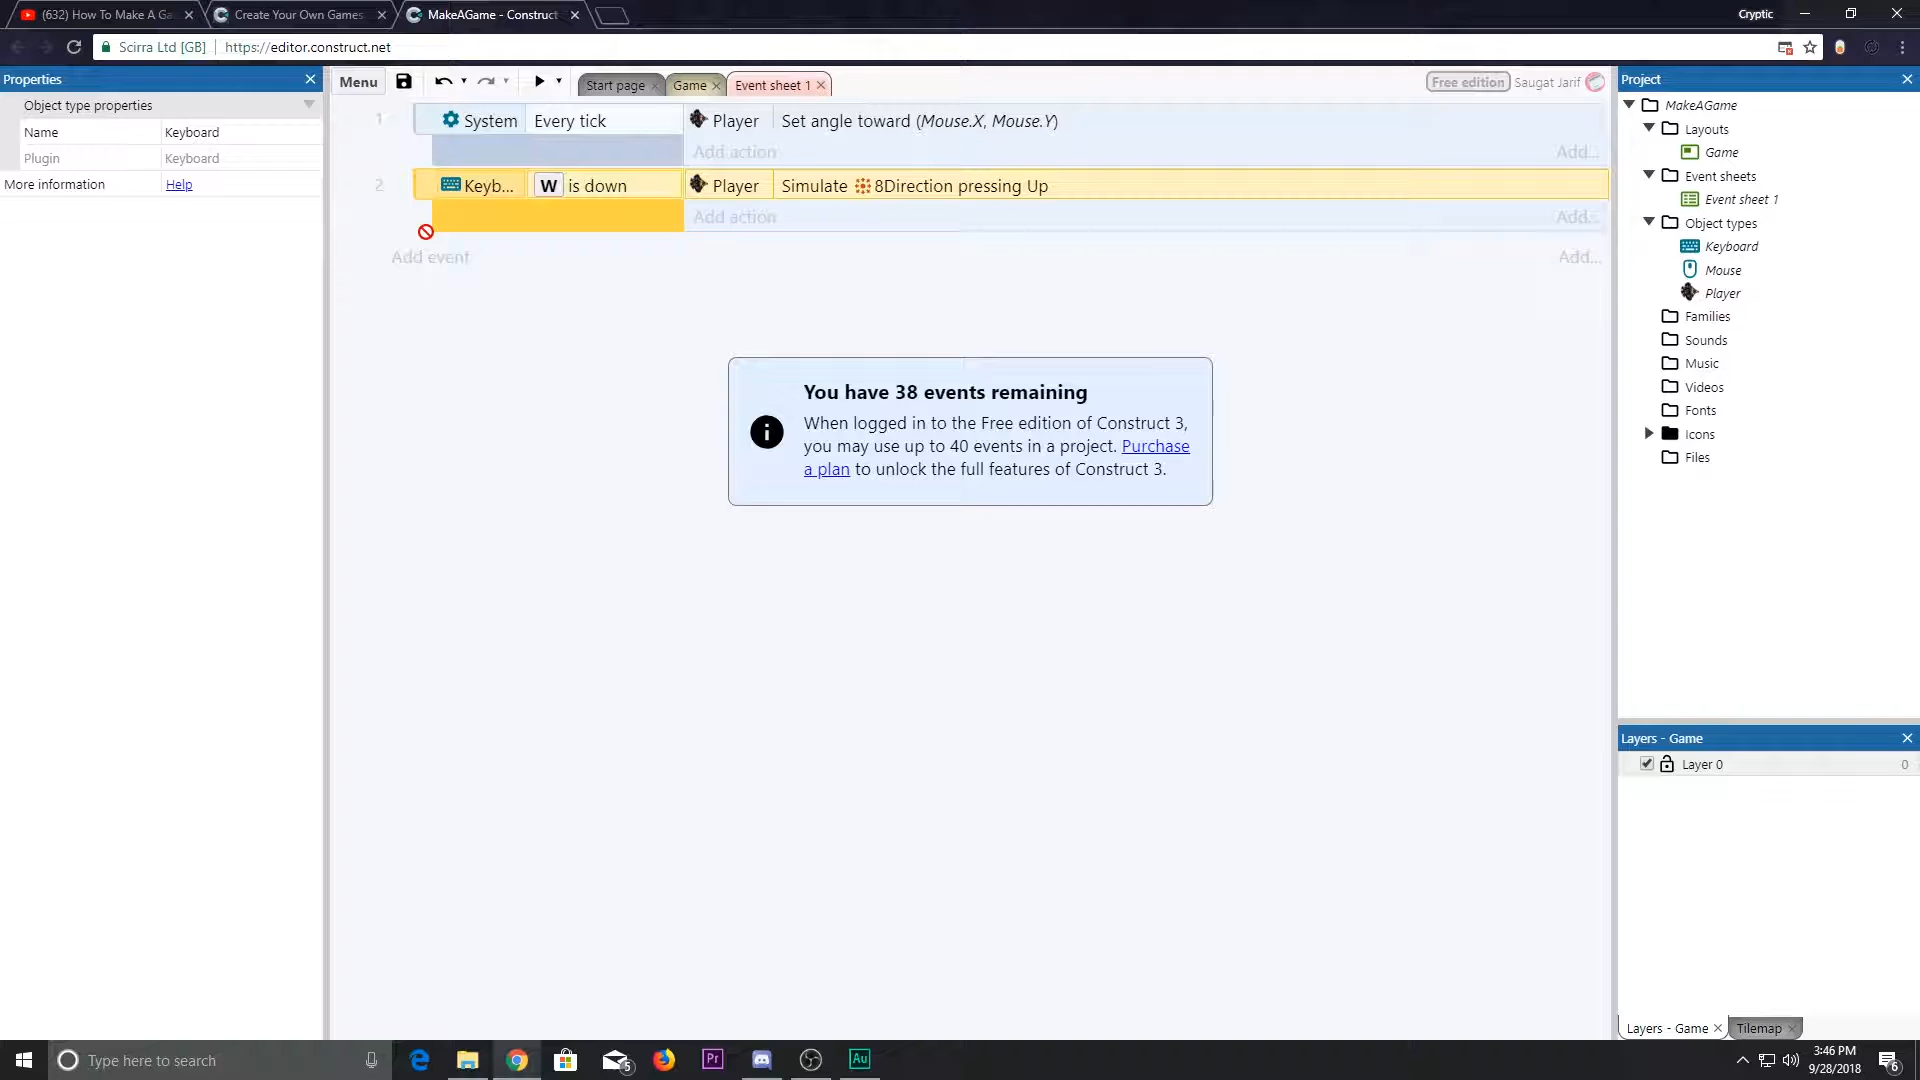 (632) How To Make A Ga
Create Your Own Games
MakeAGame - Construct
Cryptic
Scirra Ltd [GB]
https://editor.construct.net
Properties
Menu
Start page
Game
Event sheet 1
Free edition
Saugat Jarif
Project
Object type properties
Name
Keyboard
Plugin
Keyboard
More information
Help
1
System
Every tick
Player
Set angle toward (Mouse.X, Mouse.Y)
Add action
Add...
2
Keyb...
W is down
Player
Simulate 8Direction pressing Up
Add action
Add...
Add event
Add...
You have 38 events remaining
When logged in to the Free edition of Construct 3,
you may use up to 40 events in a project. Purchase
a plan to unlock the full features of Construct 3.
MakeAGame
Layouts
Game
Event sheets
Event sheet 1
Object types
Keyboard
Mouse
Player
Families
Sounds
Music
Videos
Fonts
Icons
Files
Layers - Game
Layer 0
0
Layers - Game
Tilemap
Type here to search
5
Pr
Au
3:46 PM
9/28/2018
6